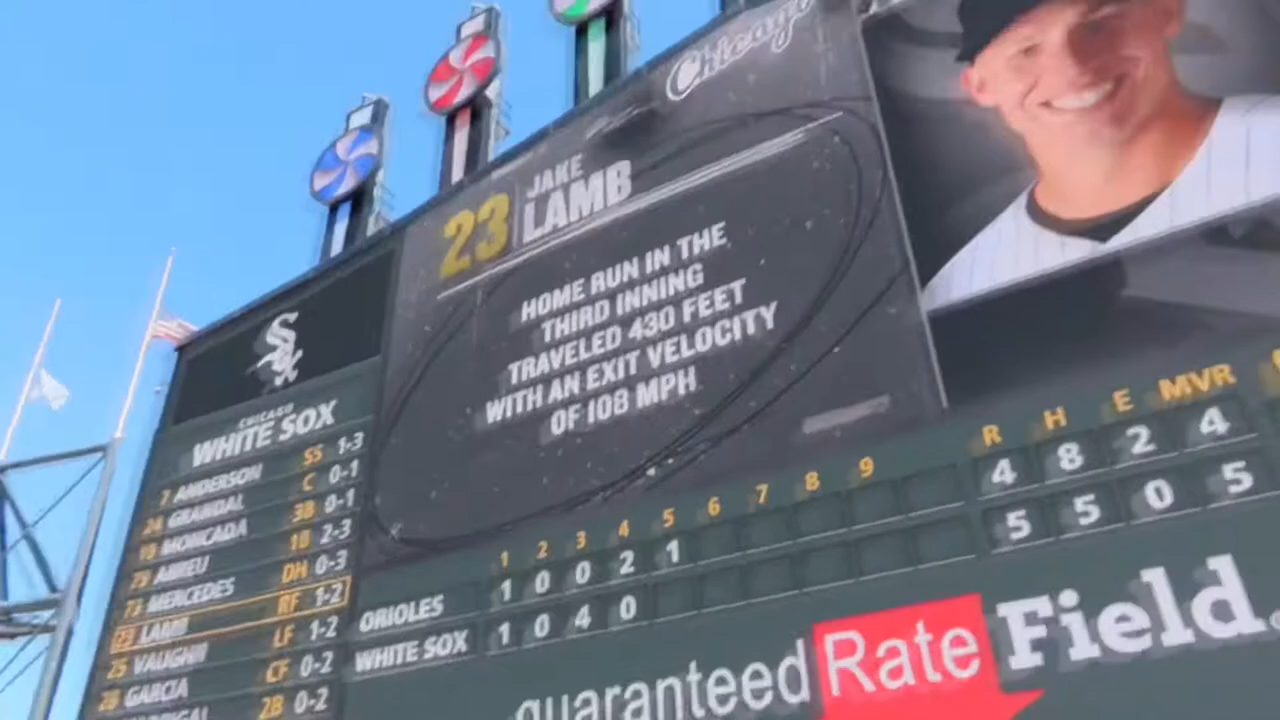 Chicago
23 JAKE LAMB
HOME RUN IN THE
THIRD INNING
TRAVELED 430 FEET
WITH AN EXIT VELOCITY
OF 108 MPH
Sox
CHICAGO
WHITE SOX
7 ANDERSON SS 1-3
24 GRANDAL C 0-1
10 MONCADA 3B 0-1
79 ABREU 1B 2-3
73 MERCEDES DH 0-3
23 LAMB RF 1-2
25 VAUGHN LF 1-2
28 GARCIA CF 0-2
2B 0-2
1 2 3 4 5 6 7 8 9 R H E MVR
ORIOLES 1 0 0 2 1 4 8 2 4
WHITE SOX 1 0 4 0 5 5 0 5
guaranteed Rate Field.